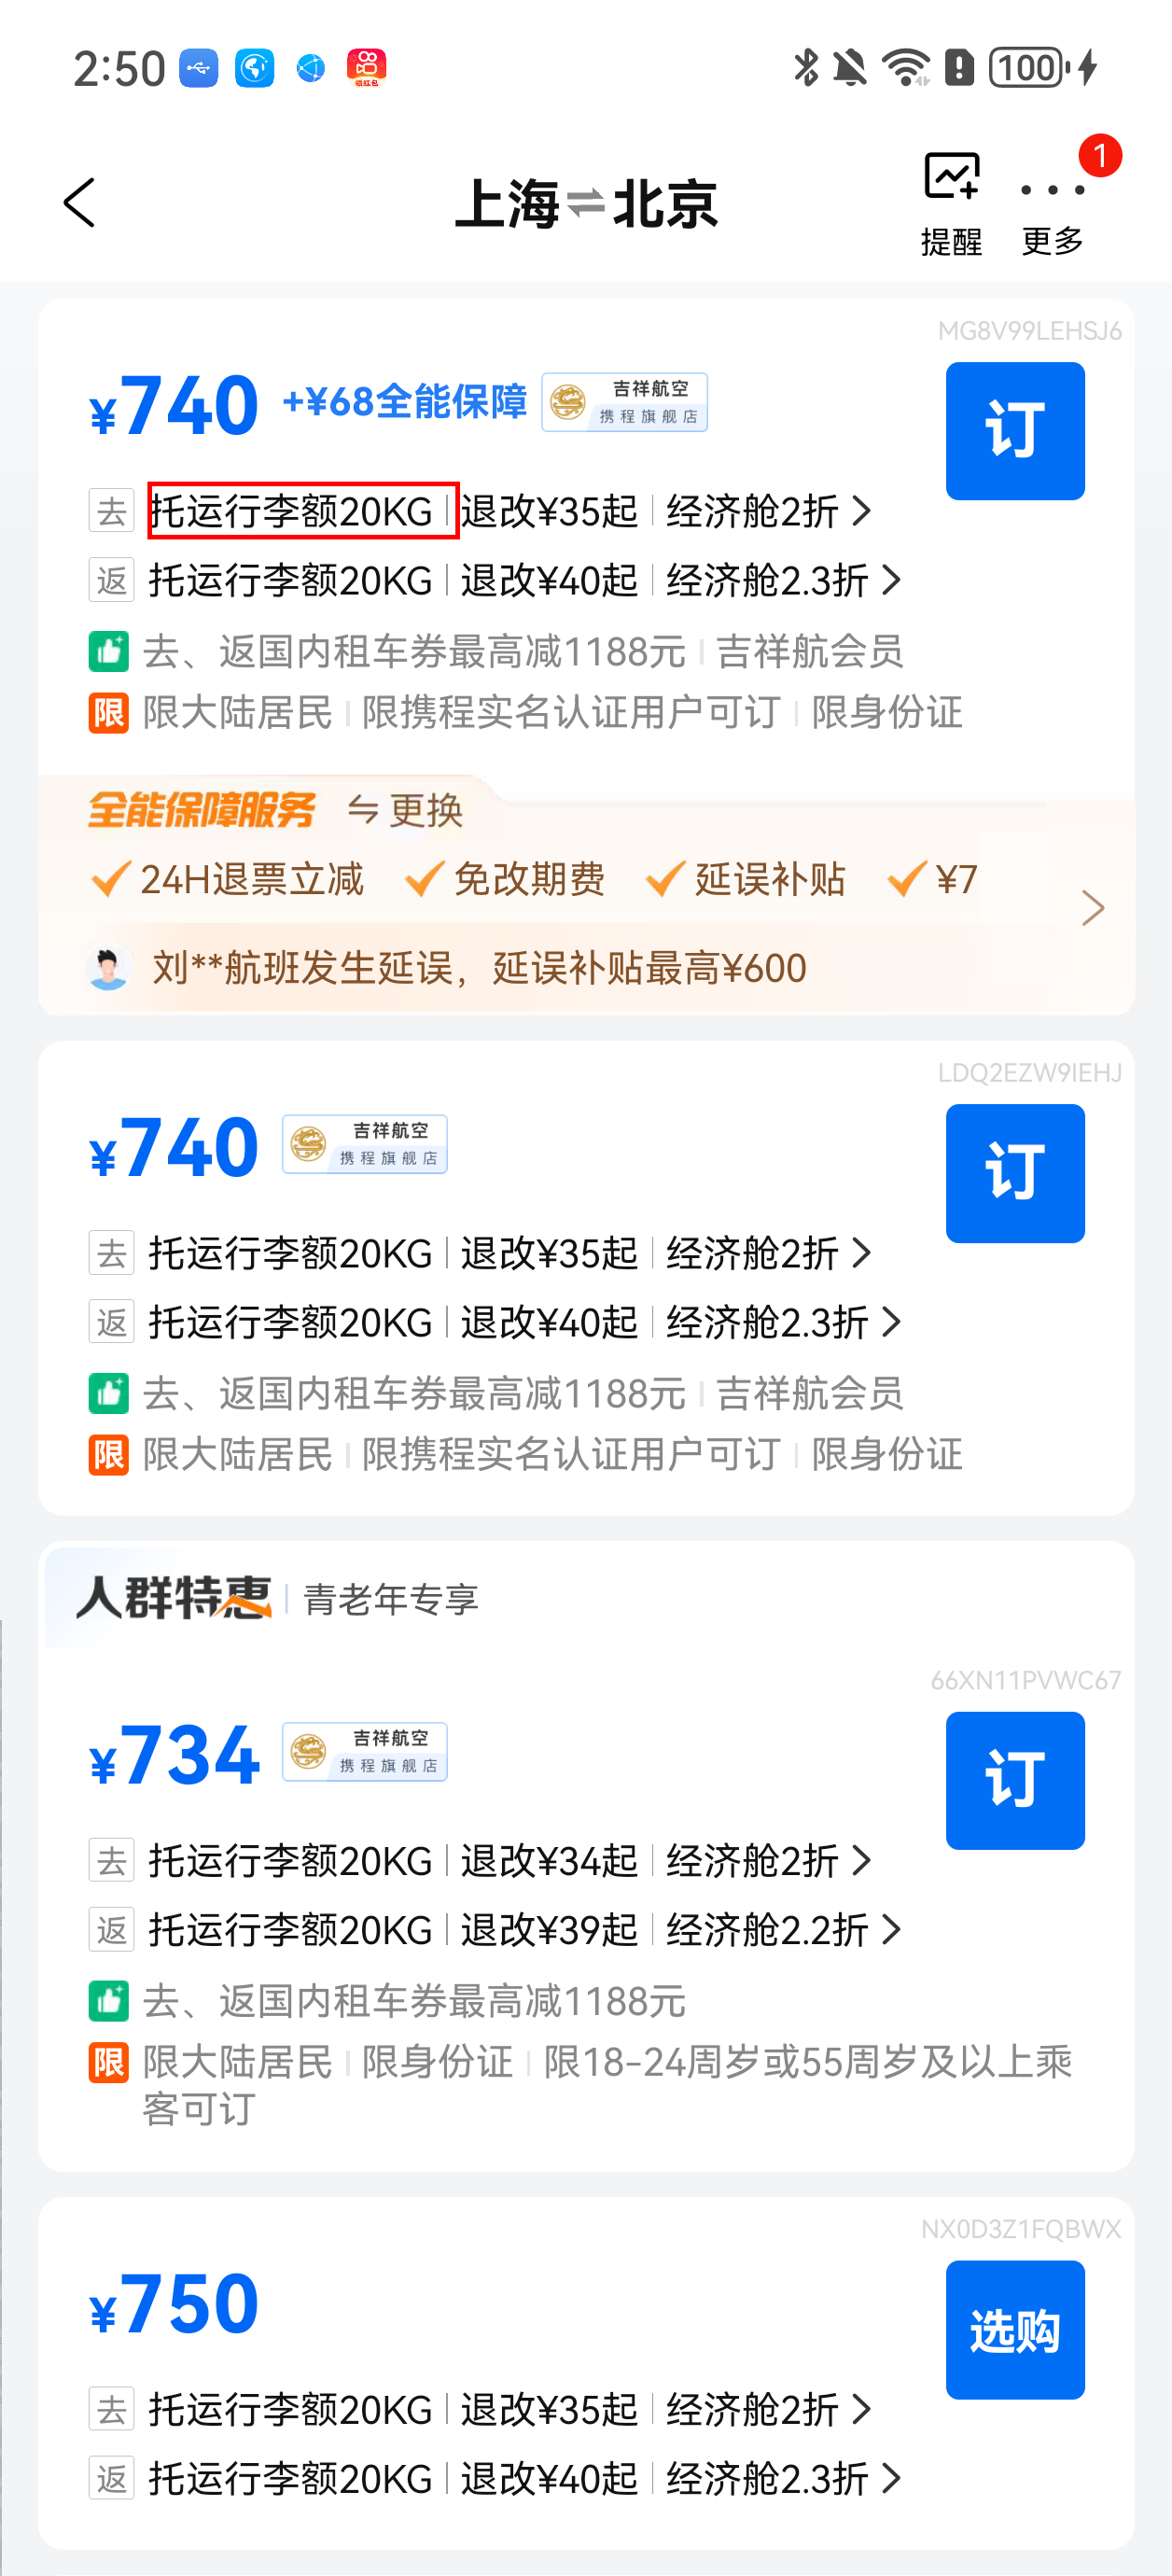 2:50
领红包
100
上海⇌北京
提醒
更多
1
MG8V99LEHSJ6
¥740 +¥68全能保障 吉祥航空 携程旗舰店
订
去 托运行李额20KG 退改¥35起 经济舱2折
返 托运行李额20KG 退改¥40起 经济舱2.3折
去、返国内租车券最高减1188元 吉祥航会员
限 限大陆居民 限携程实名认证用户可订 限身份证
全能保障服务 更换
24H退票立减 免改期费 延误补贴 ¥7
刘**航班发生延误，延误补贴最高¥600
LDQ2EZW9IEHJ
¥740 吉祥航空 携程旗舰店
订
去 托运行李额20KG 退改¥35起 经济舱2折
返 托运行李额20KG 退改¥40起 经济舱2.3折
去、返国内租车券最高减1188元 吉祥航会员
限 限大陆居民 限携程实名认证用户可订 限身份证
人群特惠 青老年专享
66XN11PVWC67
¥734 吉祥航空 携程旗舰店
订
去 托运行李额20KG 退改¥34起 经济舱2折
返 托运行李额20KG 退改¥39起 经济舱2.2折
去、返国内租车券最高减1188元
限 限大陆居民 限身份证 限18-24周岁或55周岁及以上乘
客可订
NX0D3Z1FQBWX
¥750
选购
去 托运行李额20KG 退改¥35起 经济舱2折
返 托运行李额20KG 退改¥40起 经济舱2.3折